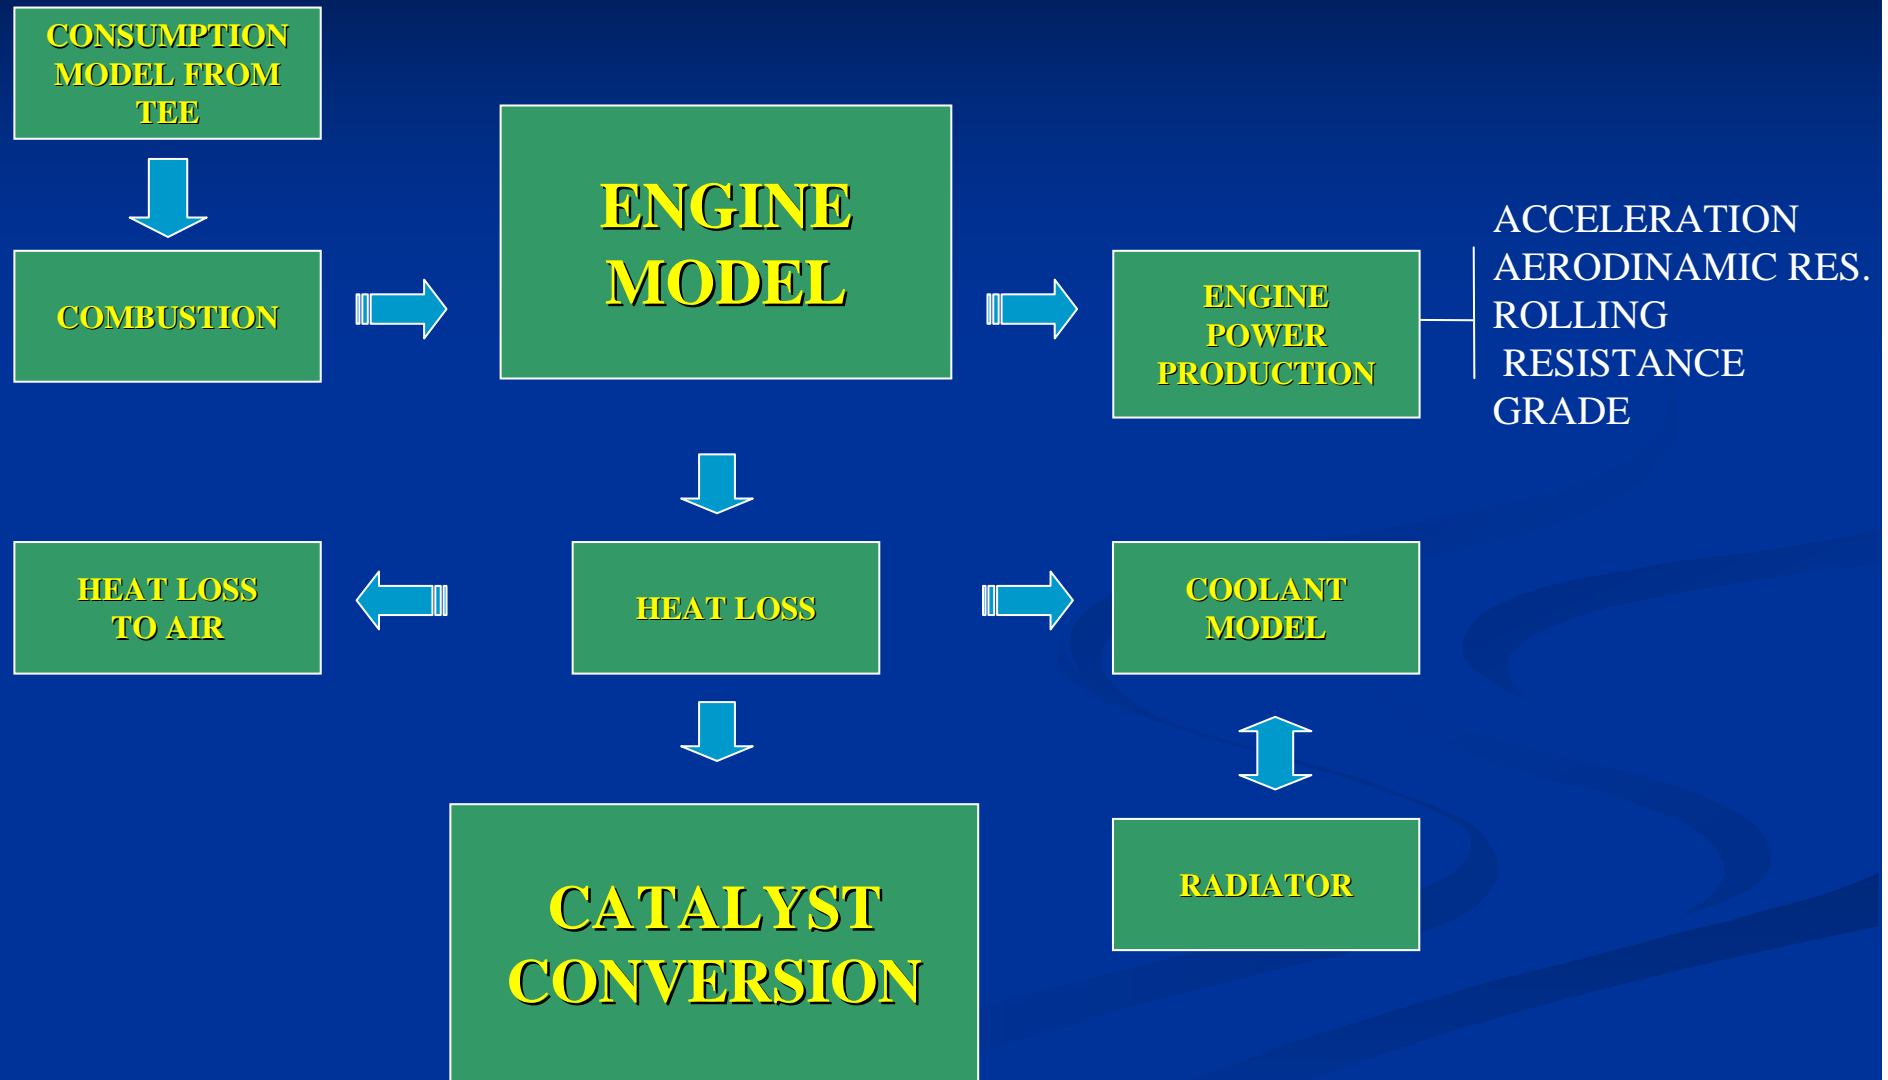 CONSUMPTION
MODEL FROM
TEE
ENGINE
MODEL
COMBUSTION
ENGINE
POWER
PRODUCTION
ACCELERATION
AERODINAMIC RES.
ROLLING
RESISTANCE
GRADE
HEAT LOSS
TO AIR
HEAT LOSS
COOLANT
MODEL
CATALYST
CONVERSION
RADIATOR